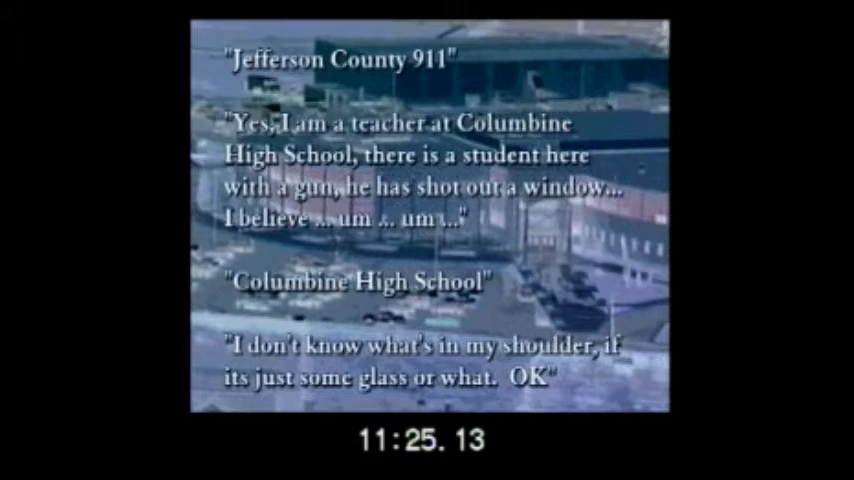 "Jefferson County 911"
"Yes, I am a teacher at Columbine
High School, there is a student here
with a gun, he has shot out a window...
I believe ... um ... um ..."
"Columbine High School"
"I don't know what's in my shoulder, if
its just some glass or what.  OK"
11:25.13